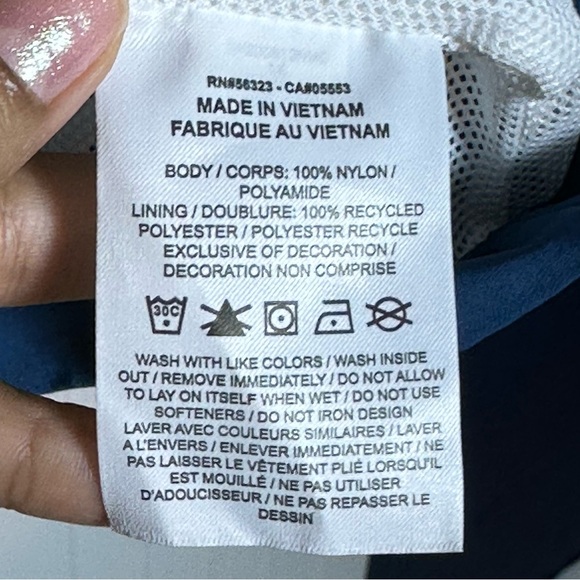 RN#56323 - CA#05553
MADE IN VIETNAM
FABRIQUE AU VIETNAM
BODY / CORPS: 100% NYLON /
POLYAMIDE
LINING / DOUBLURE: 100% RECYCLED
POLYESTER / POLYESTER RECYCLE
EXCLUSIVE OF DECORATION /
DECORATION NON COMPRISE
30C
WASH WITH LIKE COLORS / WASH INSIDE
OUT / REMOVE IMMEDIATELY / DO NOT ALLOW
TO LAY ON ITSELF WHEN WET / DO NOT USE
SOFTENERS / DO NOT IRON DESIGN
LAVER AVEC COULEURS SIMILAIRES / LAVER
A L'ENVERS / ENLEVER IMMEDIATEMENT / NE
PAS LAISSER LE VÊTEMENT PLIÉ LORSQU'IL
EST MOUILLÉ / NE PAS UTILISER
D'ADOUCISSEUR / NE PAS REPASSER LE
DESSIN